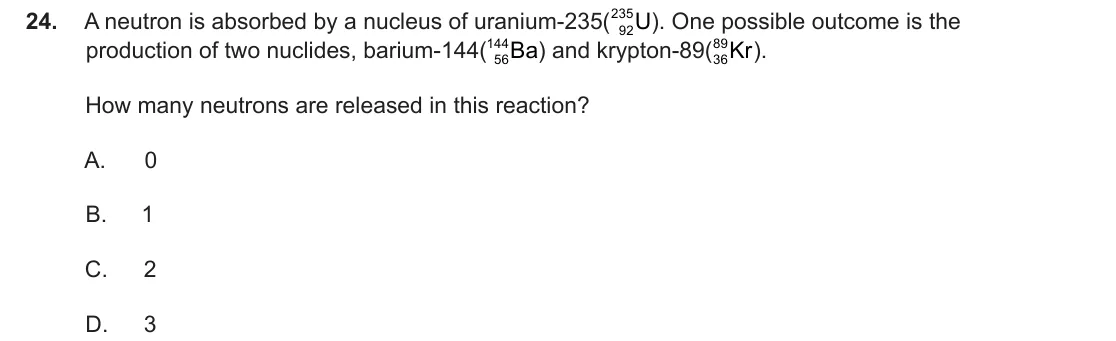 24. A neutron is absorbed by a nucleus of uranium-235(²³⁵₉₂U). One possible outcome is the
production of two nuclides, barium-144(¹⁴⁴₅₆Ba) and krypton-89(⁸⁹₃₆Kr).
How many neutrons are released in this reaction?
A. 0
B. 1
C. 2
D. 3